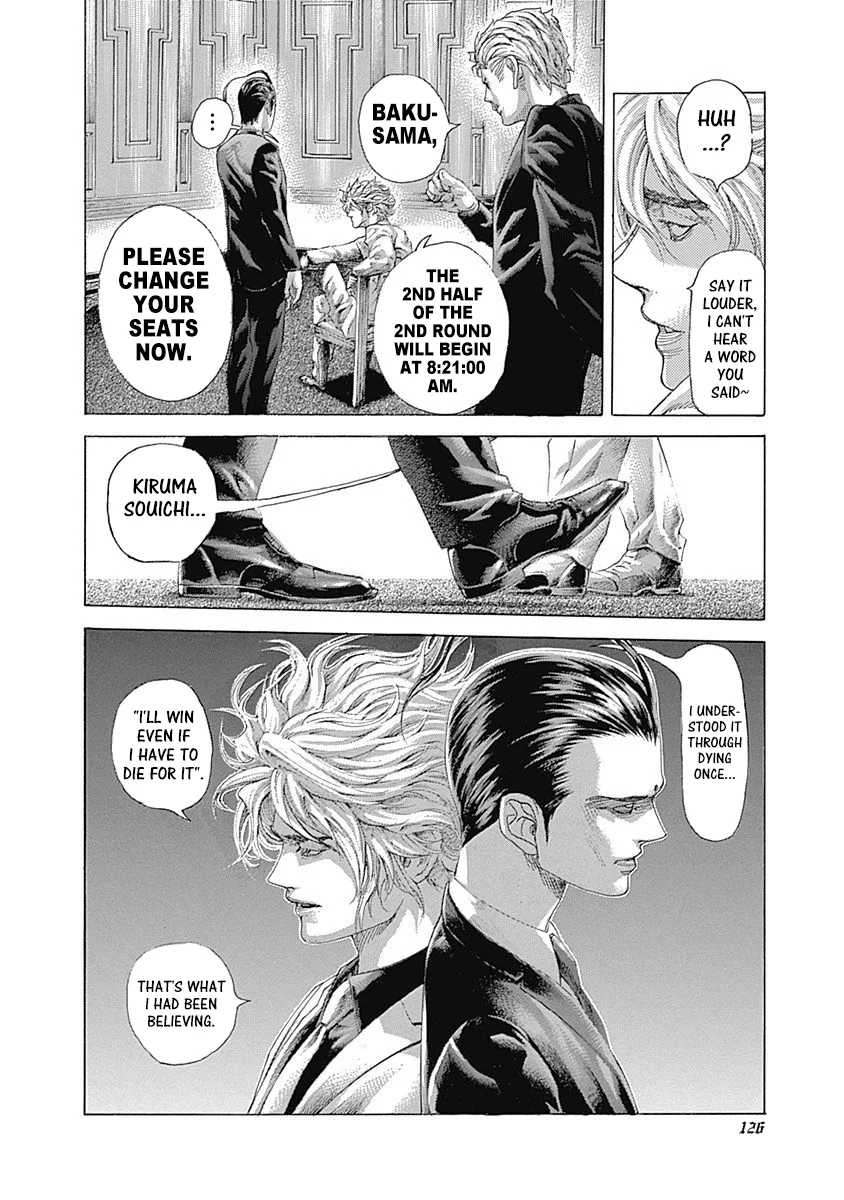 HUH
...?
SAY IT
LOUDER,
I CAN'T
HEAR
A WORD
YOU
SAID~
BAKU-
SAMA,
...
THE
2ND HALF
OF THE
2ND ROUND
WILL BEGIN
AT 8:21:00
AM.
PLEASE
CHANGE
YOUR
SEATS
NOW.
KIRUMA
SOUICHI...
I UNDER-
STOOD IT
THROUGH
DYING
ONCE...
"I'LL WIN
EVEN IF
I HAVE TO
DIE FOR IT".
THAT'S WHAT
I HAD BEEN
BELIEVING.
126